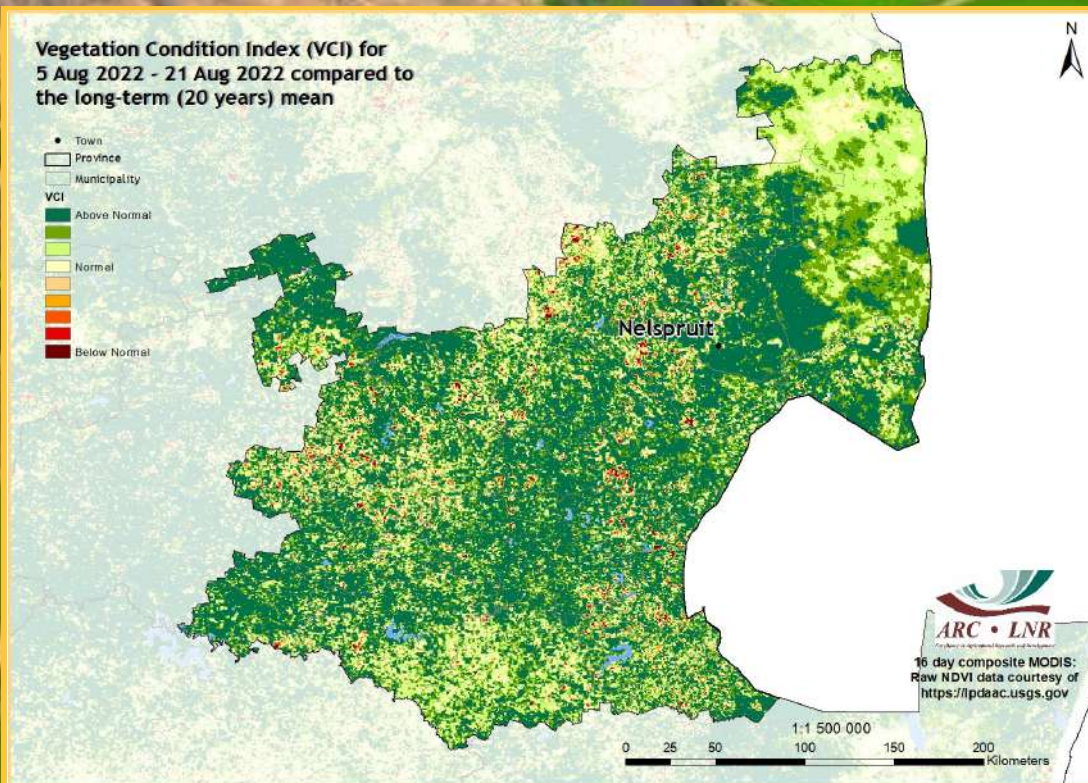 Vegetation Condition Index (VCI) for
5 Aug 2022 - 21 Aug 2022 compared to
the long-term (20 years) mean
N
Town
Province
Municipality
VCI
Above Normal
Normal
Below Normal
Nelspruit
ARC • LNR
16 day composite MODIS:
Raw NDVI data courtesy of
https://lpdaac.usgs.gov
1:1 500 000
0 25 50 100 150 200
Kilometers